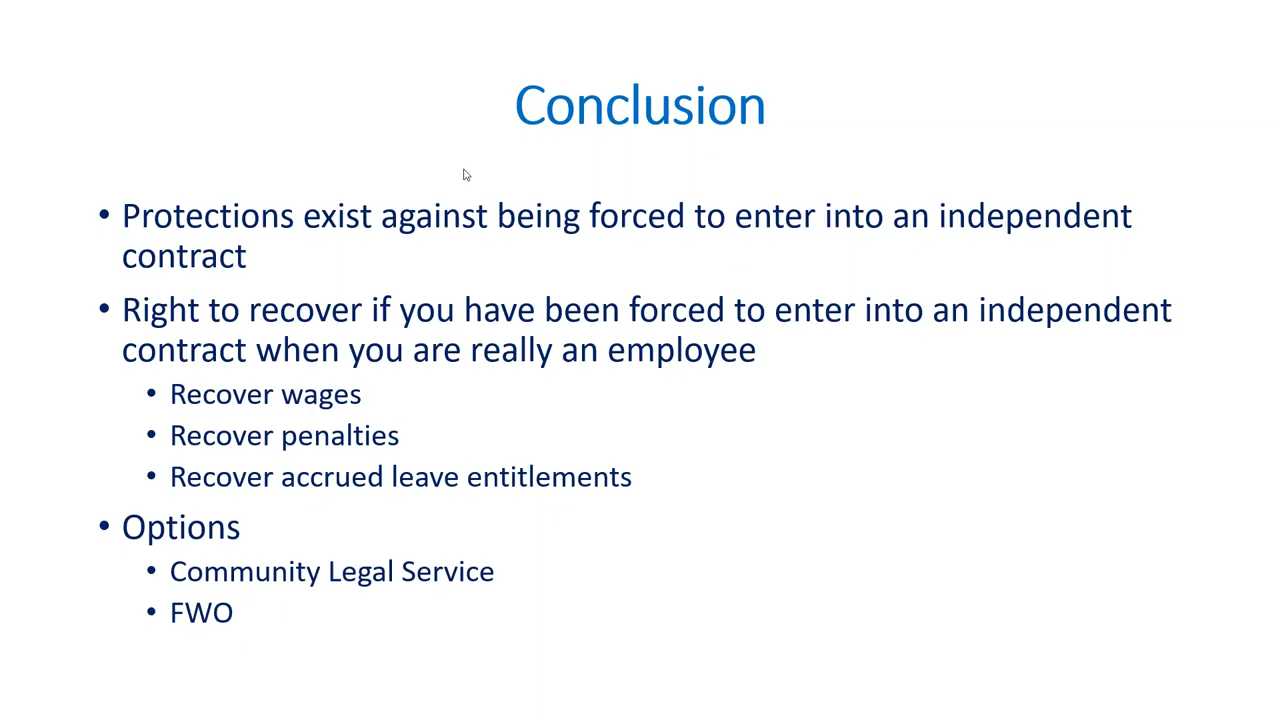 Conclusion
• Protections exist against being forced to enter into an independent
contract
• Right to recover if you have been forced to enter into an independent
contract when you are really an employee
• Recover wages
• Recover penalties
• Recover accrued leave entitlements
• Options
• Community Legal Service
• FWO